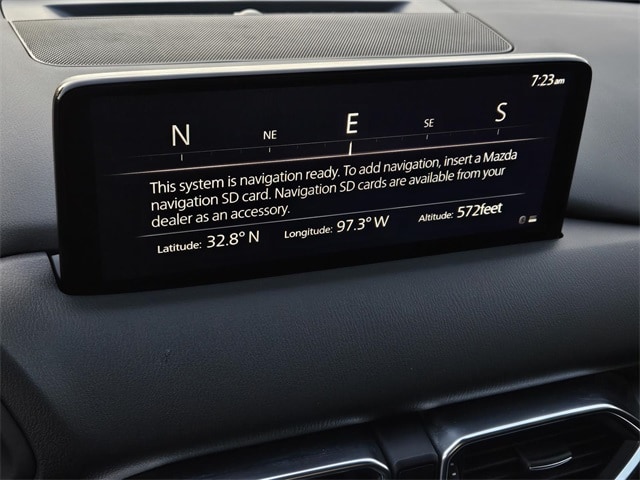 7:23am
N NE E SE S
This system is navigation ready. To add navigation, insert a Mazda
navigation SD card. Navigation SD cards are available from your
dealer as an accessory.
Latitude: 32.8° N Longitude: 97.3° W Altitude: 572feet